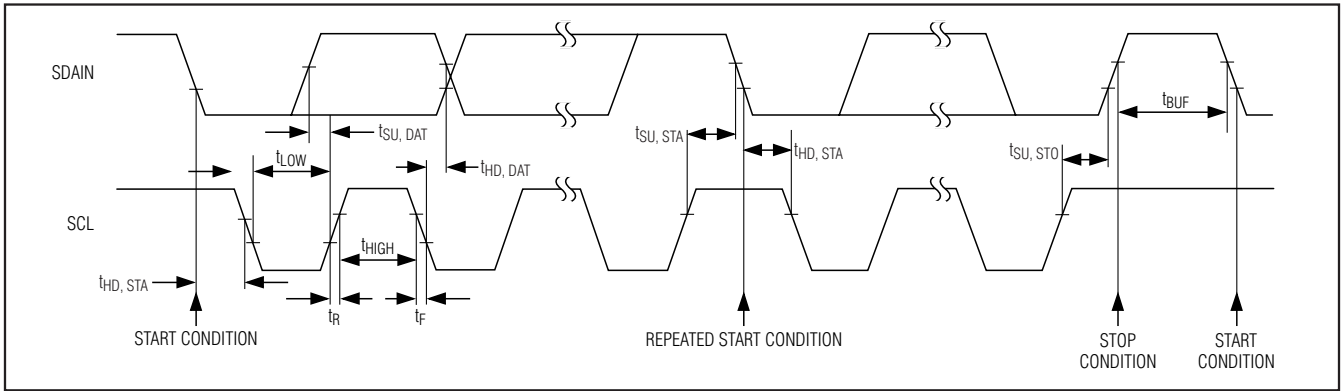 SDAIN
tSU, DAT
tHD, DAT
tLOW
tSU, STA
tHD, STA
tBUF
tSU, STO
SCL
tHIGH
tHD, STA
tR
tF
START CONDITION
REPEATED START CONDITION
STOP
CONDITION
START
CONDITION